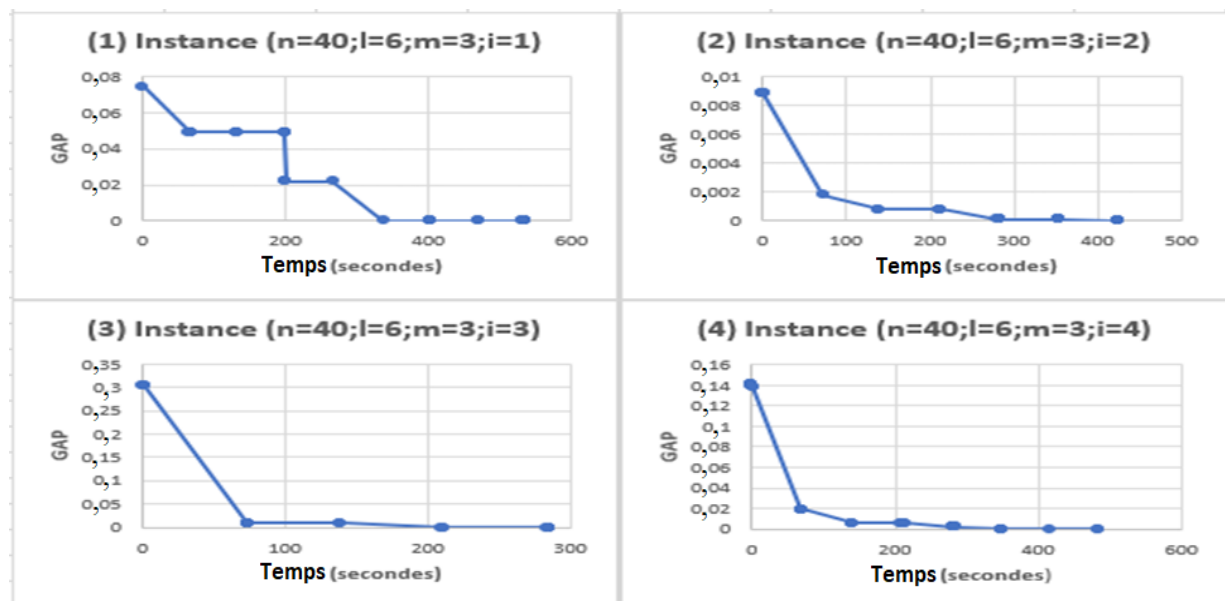 (1) Instance (n=40;l=6;m=3;i=1)
0,08
0,06
0,04
0,02
0
GAP
0 200 400 600
Temps (secondes)
(2) Instance (n=40;l=6;m=3;i=2)
0,01
0,008
0,006
0,004
0,002
0
GAP
0 100 200 300 400 500
Temps (secondes)
(3) Instance (n=40;l=6;m=3;i=3)
0,35
0,3
0,2
0,15
0,1
0,05
0
GAP
0 100 200 300
Temps (secondes)
(4) Instance (n=40;l=6;m=3;i=4)
0,16
0,14
0,12
0,
0,08
0,06
0,04
0,02
0
GAP
0 200 400 600
Temps (secondes)